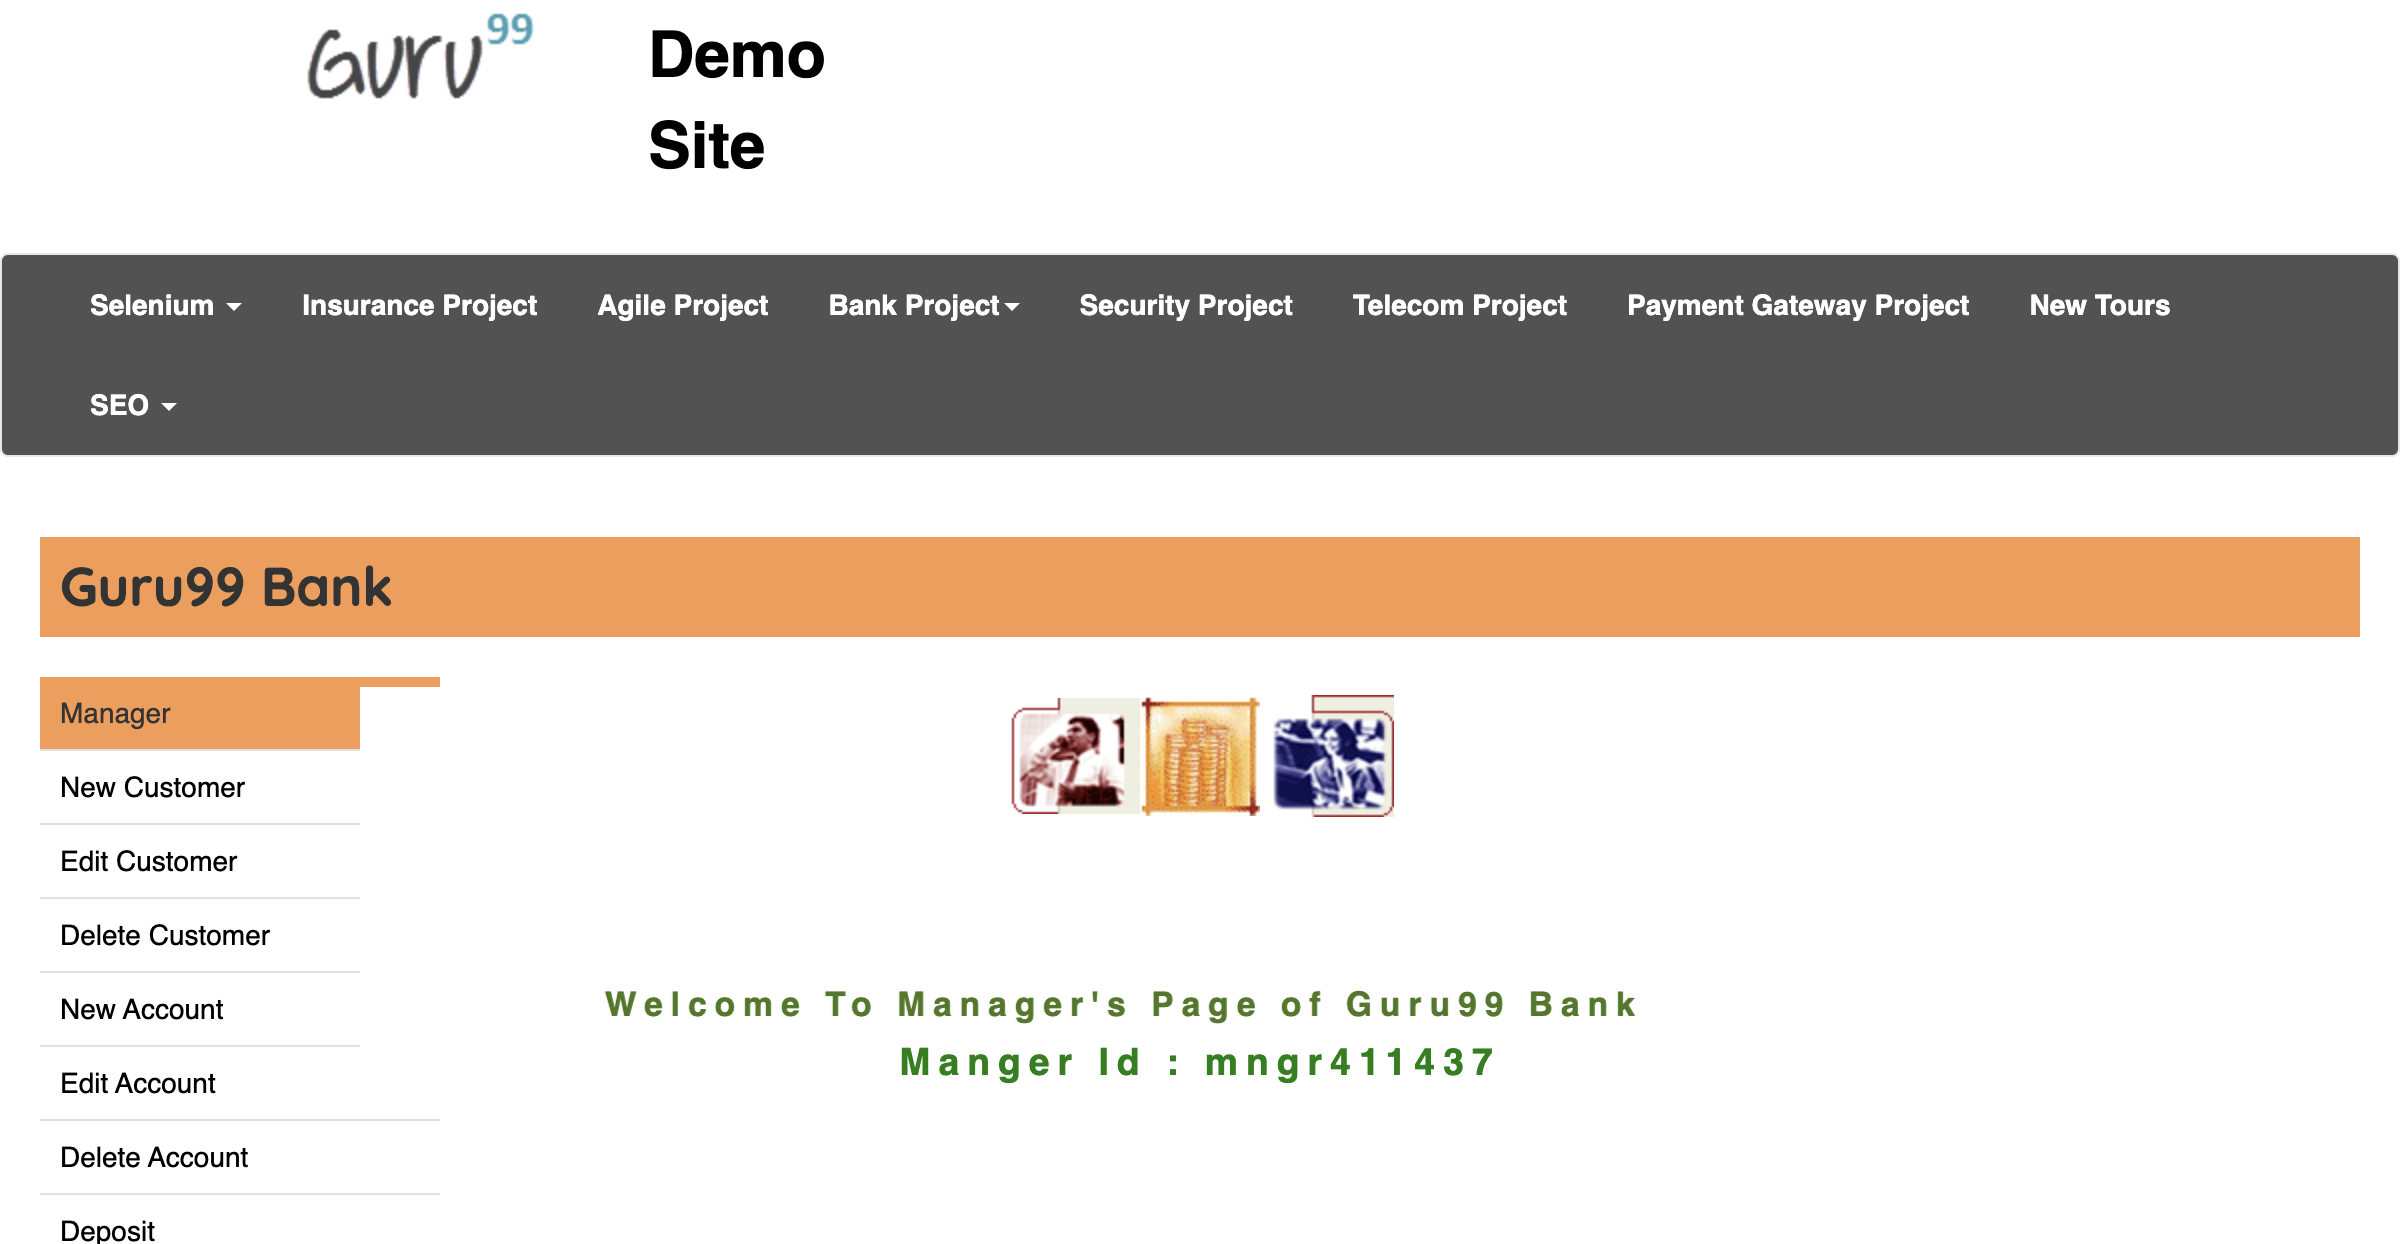 Guru99
Demo
Site
Selenium Insurance Project Agile Project Bank Project Security Project Telecom Project Payment Gateway Project New Tours
SEO
Guru99 Bank
Manager
New Customer
Edit Customer
Delete Customer
New Account
Edit Account
Delete Account
Deposit
Welcome To Manager's Page of Guru99 Bank
Manger Id : mngr411437